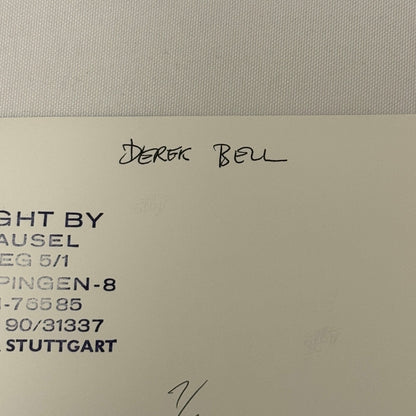 DEREK BELL
GHT BY
AUSEL
EG 5/1
PINGEN-8
-76585
90/31337
STUTTGART